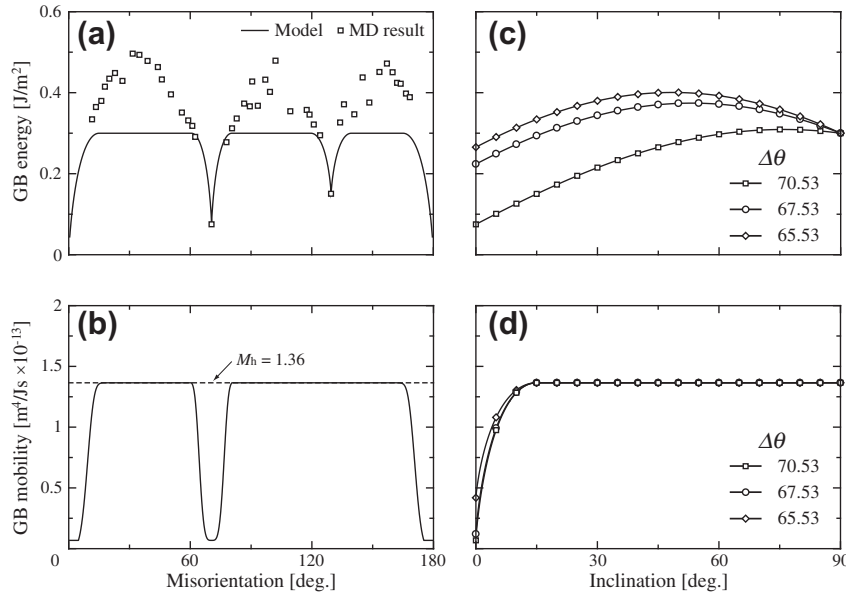 (a)
Model
MD result
0.6
0.4
0.2
0
GB energy [J/m²]
(c)
Δθ
70.53
67.53
65.53
(b)
Mh = 1.36
2
1.5
1
0.5
0
60
120
180
GB mobility [m⁴/Js ×10⁻¹³]
Misorientation [deg.]
(d)
Δθ
70.53
67.53
65.53
0
30
60
90
Inclination [deg.]